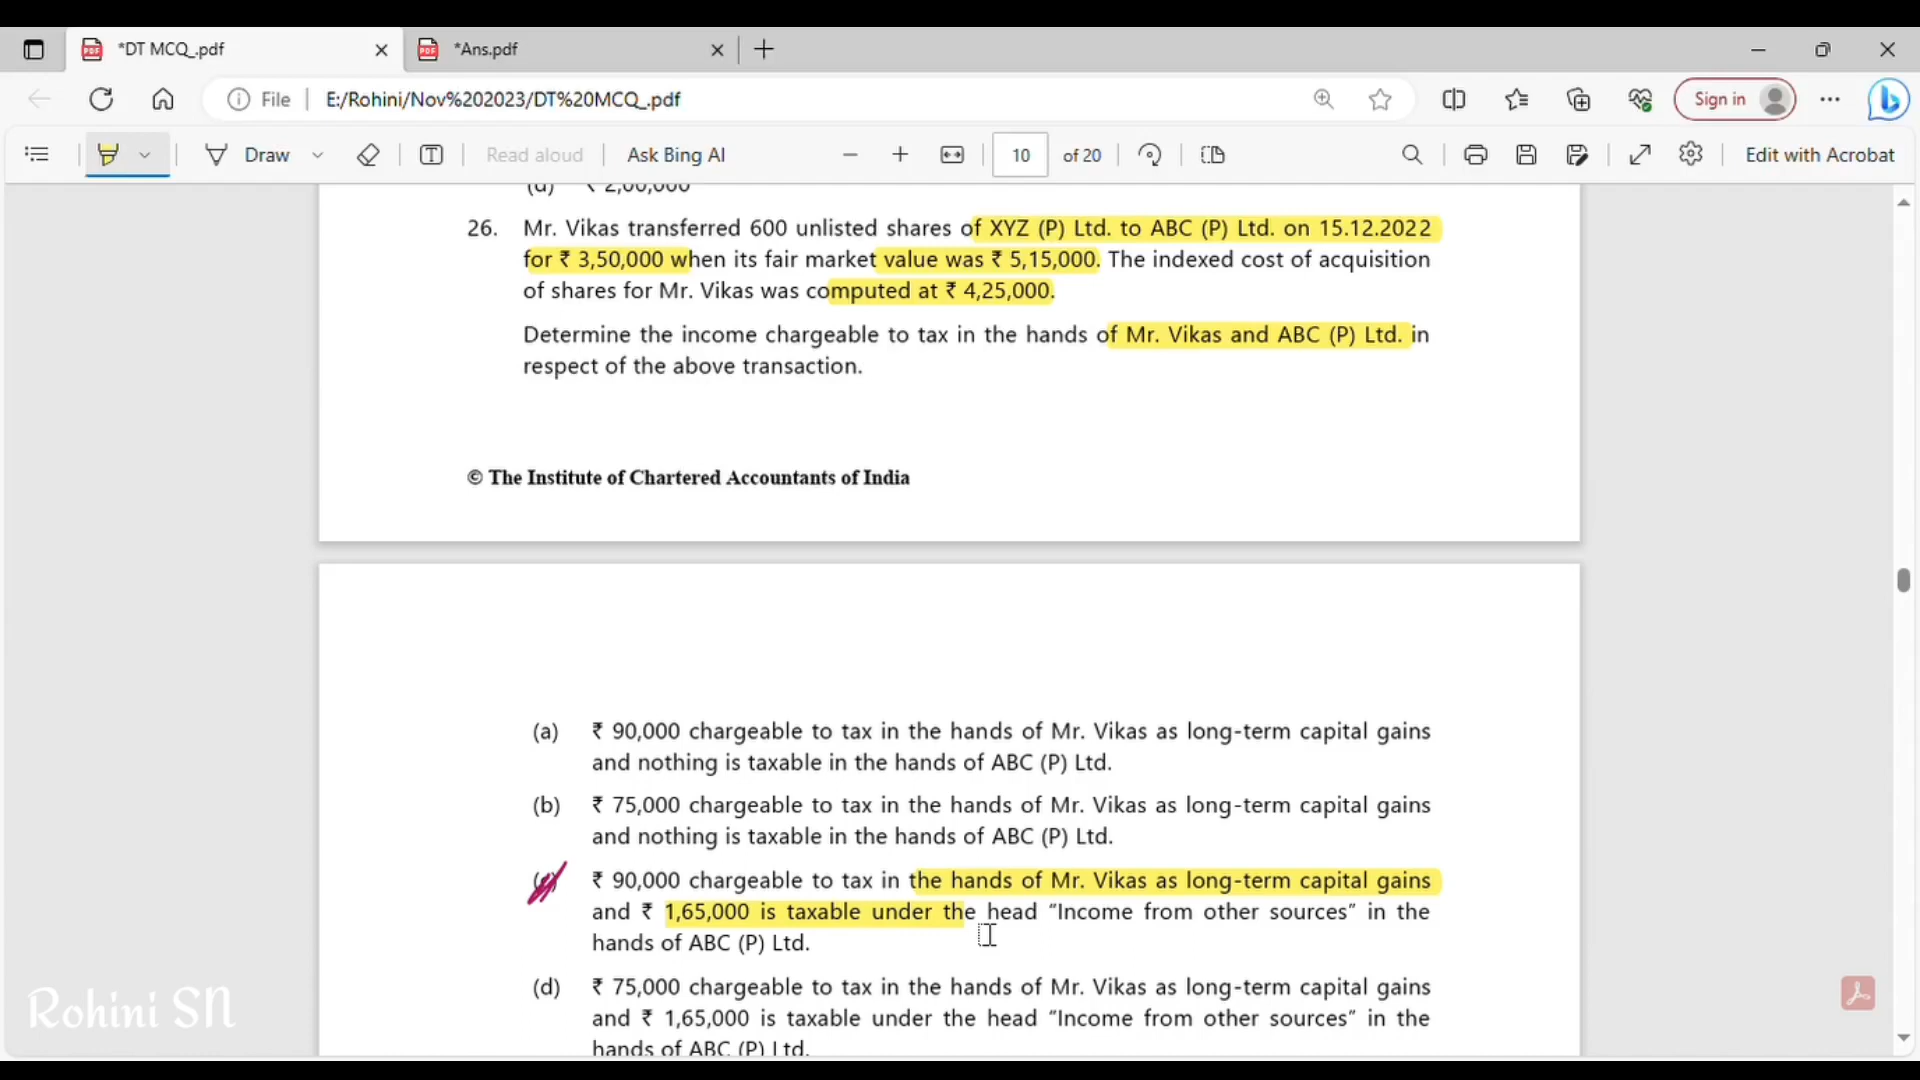 *DT MCQ_.pdf
*Ans.pdf
File
E:/Rohini/Nov%202023/DT%20MCQ_.pdf
Sign in
Draw
Read aloud
Ask Bing AI
10
of 20
Edit with Acrobat
(d) ₹ 2,00,000
26. Mr. Vikas transferred 600 unlisted shares of XYZ (P) Ltd. to ABC (P) Ltd. on 15.12.2022
for ₹ 3,50,000 when its fair market value was ₹ 5,15,000. The indexed cost of acquisition
of shares for Mr. Vikas was computed at ₹ 4,25,000.
Determine the income chargeable to tax in the hands of Mr. Vikas and ABC (P) Ltd. in
respect of the above transaction.
© The Institute of Chartered Accountants of India
(a) ₹ 90,000 chargeable to tax in the hands of Mr. Vikas as long-term capital gains
and nothing is taxable in the hands of ABC (P) Ltd.
(b) ₹ 75,000 chargeable to tax in the hands of Mr. Vikas as long-term capital gains
and nothing is taxable in the hands of ABC (P) Ltd.
(c) ₹ 90,000 chargeable to tax in the hands of Mr. Vikas as long-term capital gains
and ₹ 1,65,000 is taxable under the head “Income from other sources” in the
hands of ABC (P) Ltd.
(d) ₹ 75,000 chargeable to tax in the hands of Mr. Vikas as long-term capital gains
and ₹ 1,65,000 is taxable under the head “Income from other sources” in the
hands of ABC (P) Ltd.
Rohini SN